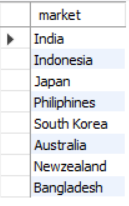 market
India
Indonesia
Japan
Philiphines
South Korea
Australia
Newzealand
Bangladesh